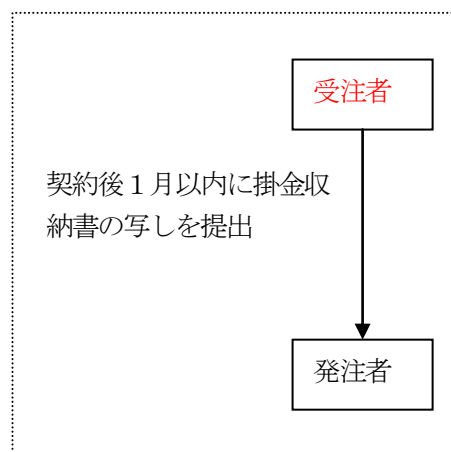 受注者
契約後１月以内に掛金収
納書の写しを提出
発注者